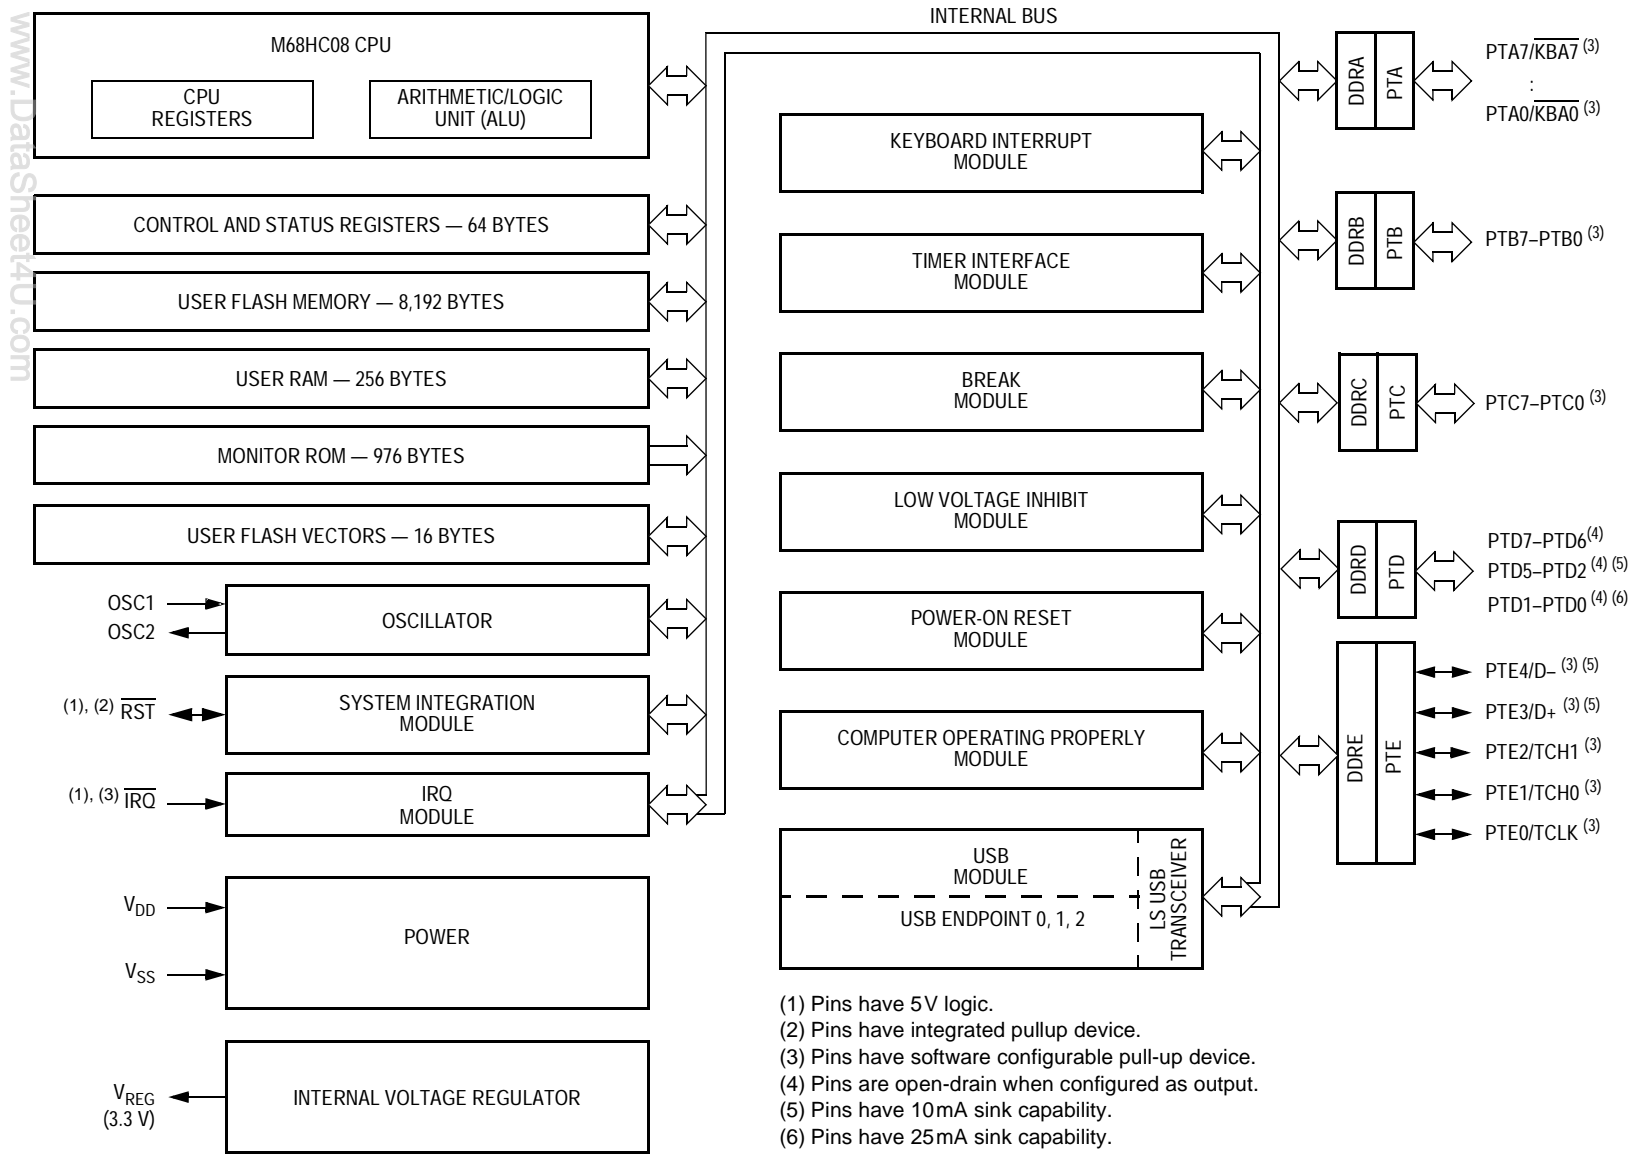 www.DataSheet4U.com
INTERNAL BUS
M68HC08 CPU
CPU
REGISTERS
ARITHMETIC/LOGIC
UNIT (ALU)
CONTROL AND STATUS REGISTERS — 64 BYTES
USER FLASH MEMORY — 8,192 BYTES
USER RAM — 256 BYTES
MONITOR ROM — 976 BYTES
USER FLASH VECTORS — 16 BYTES
OSC1
OSC2
OSCILLATOR
(1), (2) RST
SYSTEM INTEGRATION
MODULE
(1), (3) IRQ
IRQ
MODULE
VDD
VSS
POWER
VREG
(3.3 V)
INTERNAL VOLTAGE REGULATOR
KEYBOARD INTERRUPT
MODULE
TIMER INTERFACE
MODULE
BREAK
MODULE
LOW VOLTAGE INHIBIT
MODULE
POWER-ON RESET
MODULE
COMPUTER OPERATING PROPERLY
MODULE
USB
MODULE
USB ENDPOINT 0, 1, 2
LS USB
TRANSCEIVER
DDRA
PTA
PTA7/KBA7 (3)
:
PTA0/KBA0 (3)
DDRB
PTB
PTB7–PTB0 (3)
DDRC
PTC
PTC7–PTC0 (3)
DDRD
PTD
PTD7–PTD6(4)
PTD5–PTD2 (4) (5)
PTD1–PTD0 (4) (6)
DDRE
PTE
PTE4/D– (3) (5)
PTE3/D+ (3) (5)
PTE2/TCH1 (3)
PTE1/TCH0 (3)
PTE0/TCLK (3)
(1) Pins have 5V logic.
(2) Pins have integrated pullup device.
(3) Pins have software configurable pull-up device.
(4) Pins are open-drain when configured as output.
(5) Pins have 10mA sink capability.
(6) Pins have 25mA sink capability.